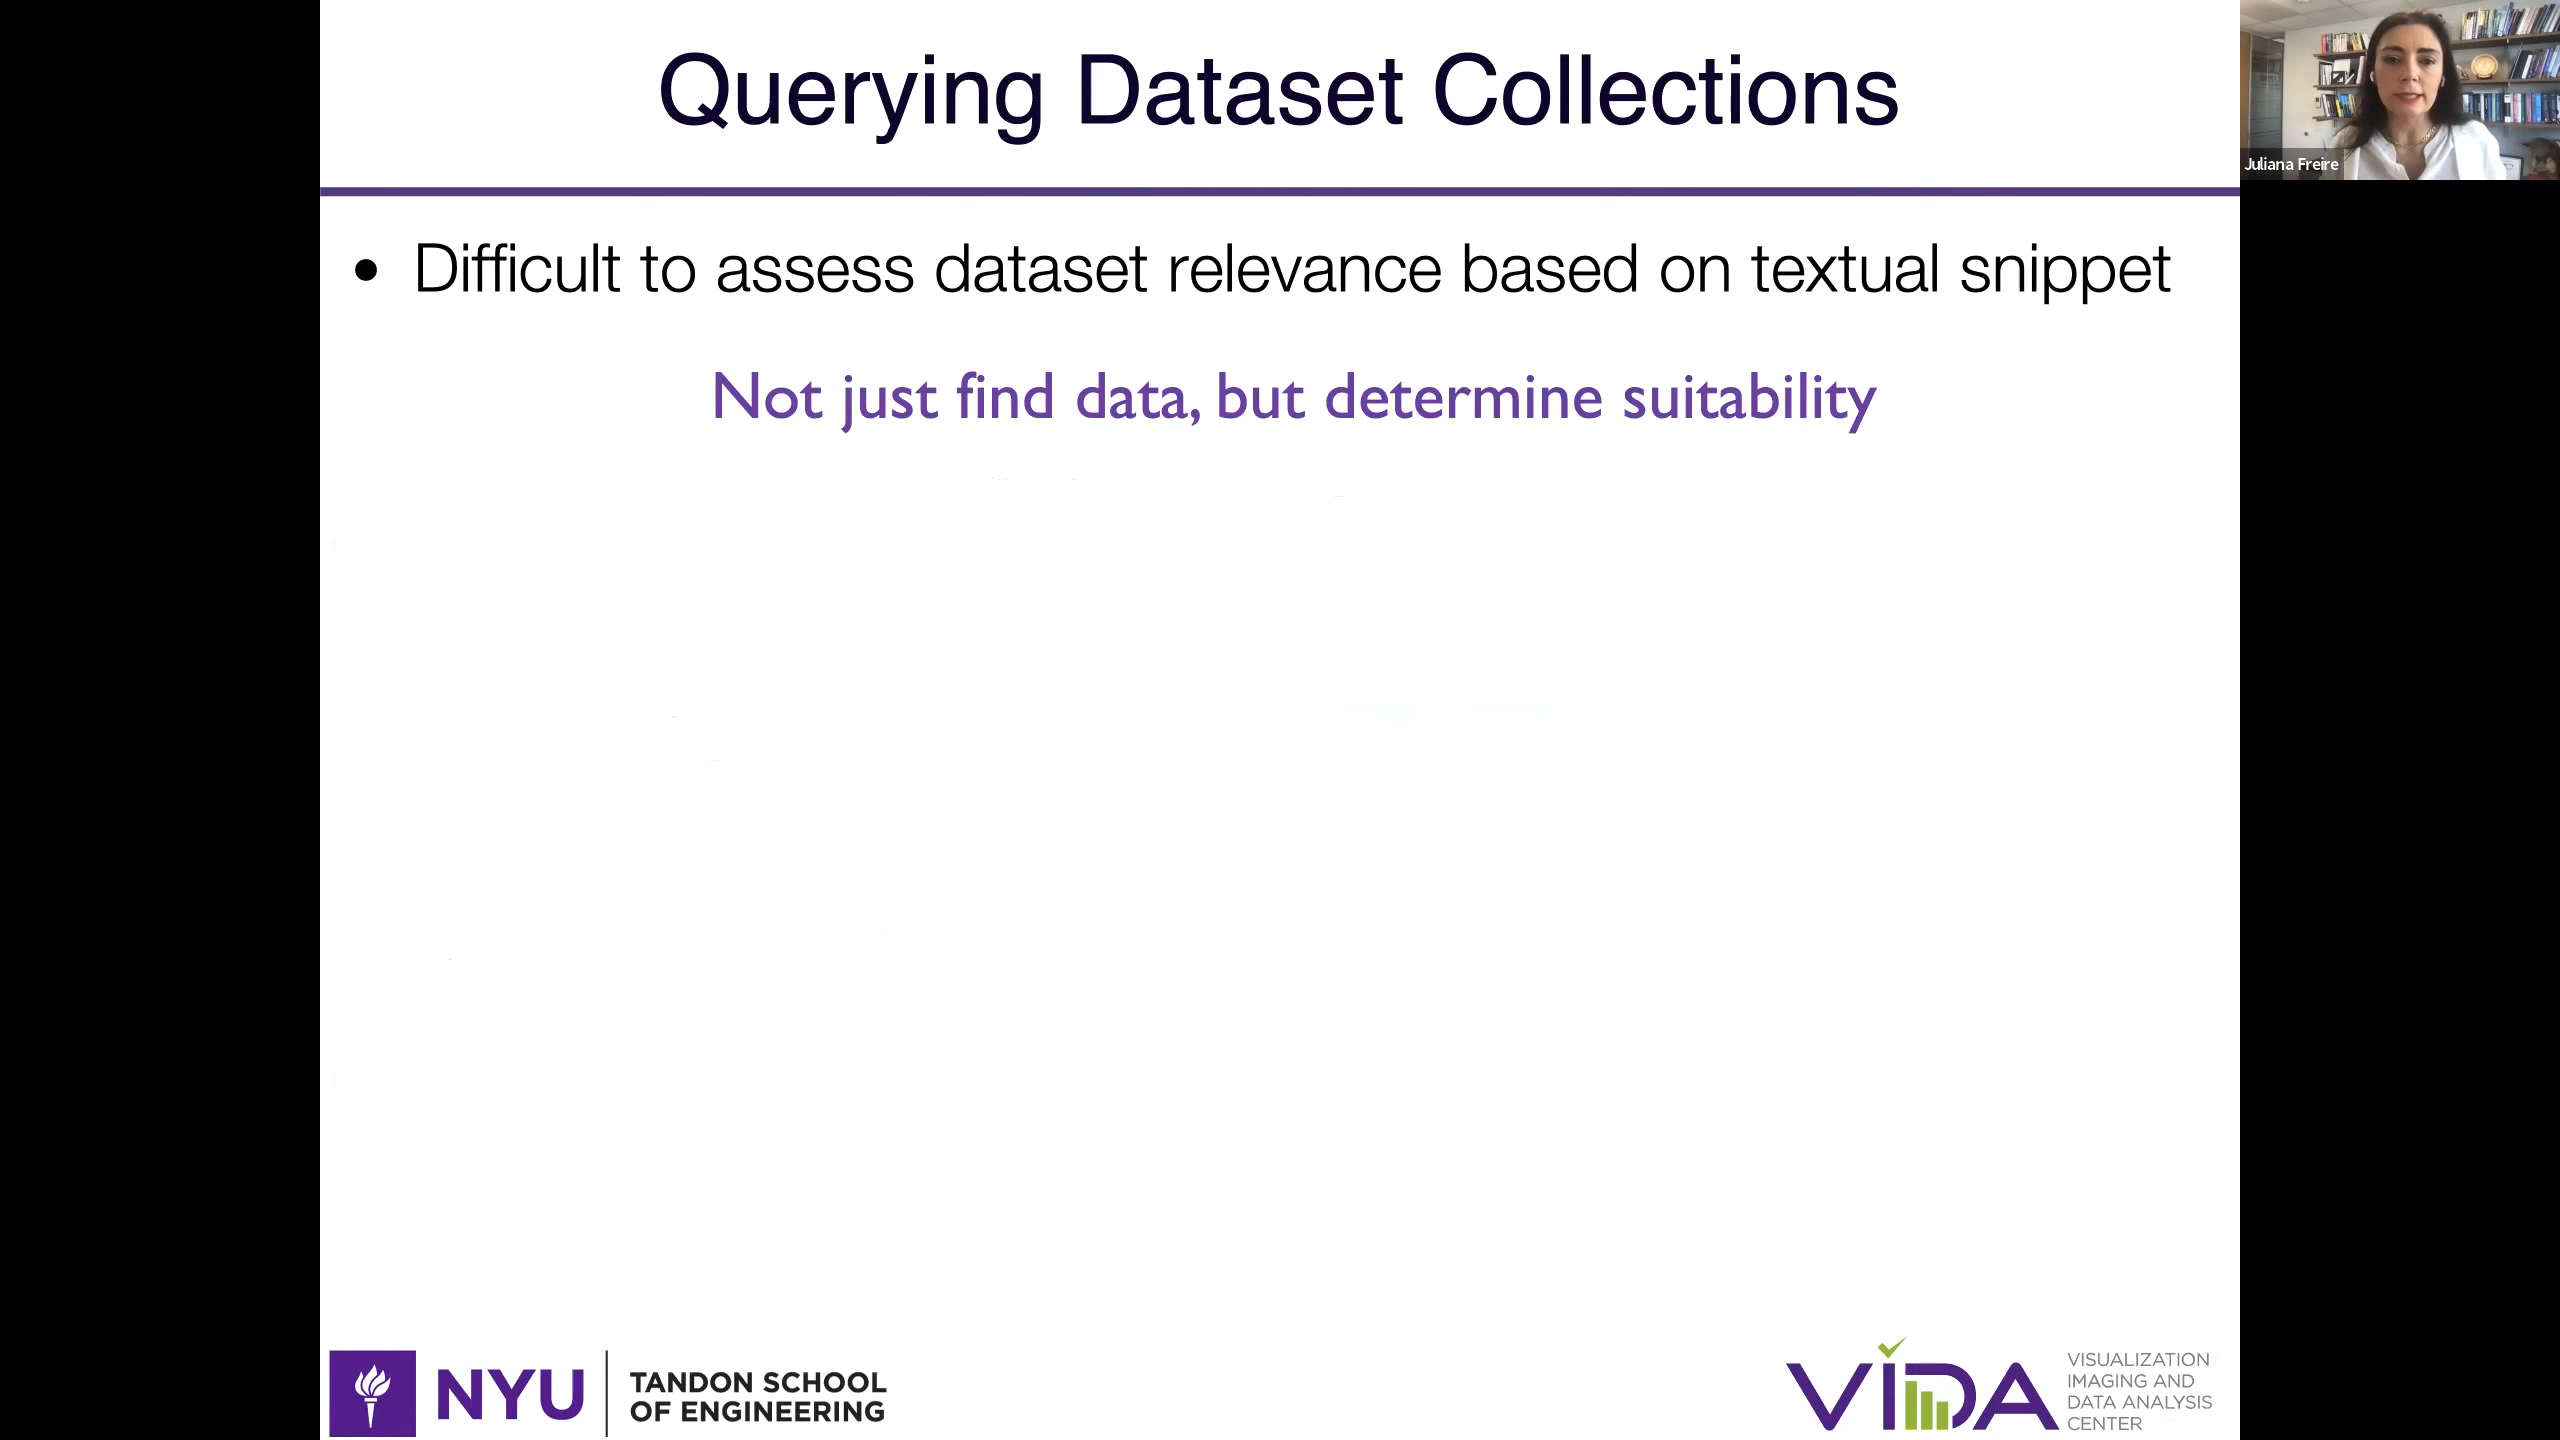 Querying Dataset Collections
Juliana Freire
• Difficult to assess dataset relevance based on textual snippet
Not just find data, but determine suitability
NYU
TANDON SCHOOL
OF ENGINEERING
VIDA
VISUALIZATION
IMAGING AND
DATA ANALYSIS
CENTER